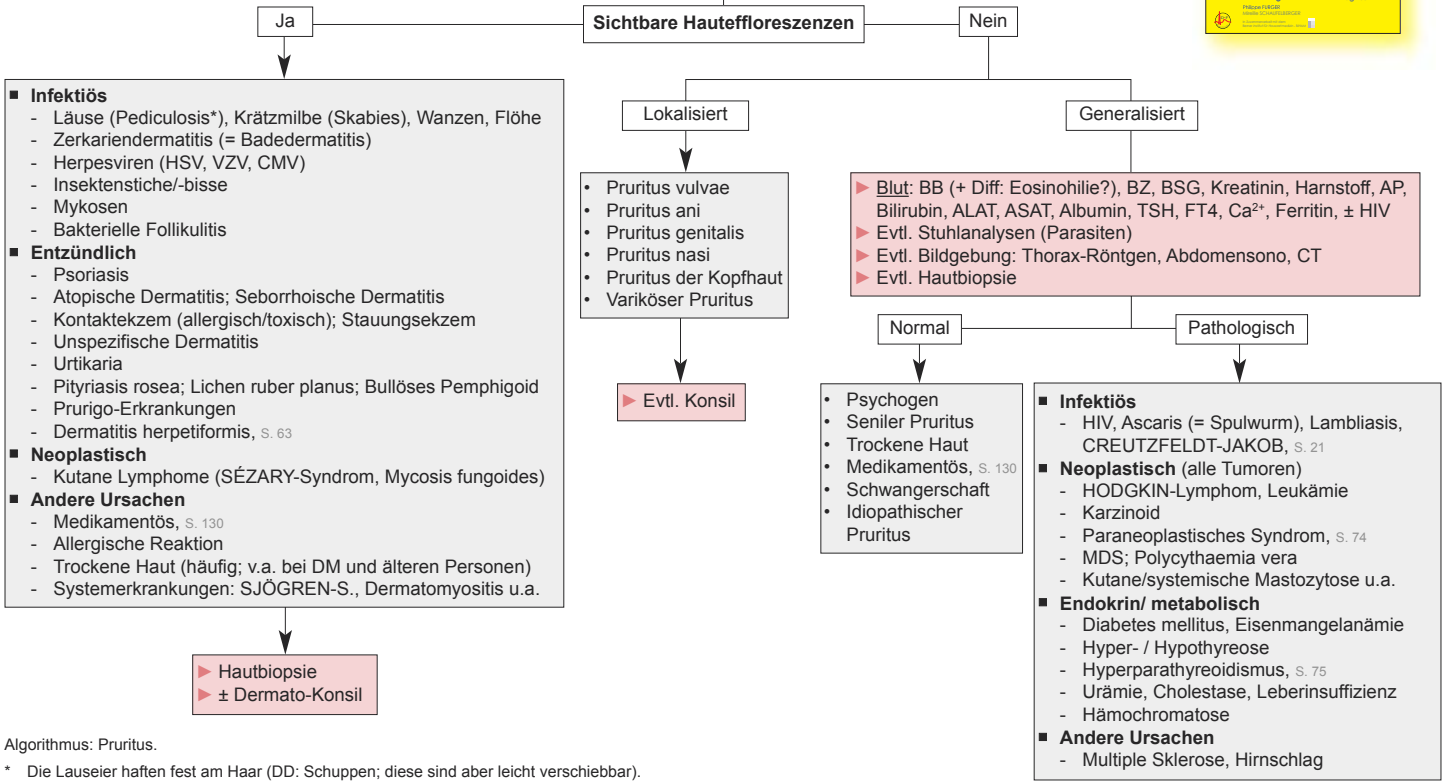 Philippe FURGER
Ja
Sichtbare Hauteffloreszenzen
Nein
■ Infektiös
- Läuse (Pediculosis*), Krätzmilbe (Skabies), Wanzen, Flöhe
- Zerkariendermatitis (= Badedermatitis)
- Herpesviren (HSV, VZV, CMV)
- Insektenstiche/-bisse
- Mykosen
- Bakterielle Follikulitis
■ Entzündlich
- Psoriasis
- Atopische Dermatitis; Seborrhoische Dermatitis
- Kontaktekzem (allergisch/toxisch); Stauungsekzem
- Unspezifische Dermatitis
- Urtikaria
- Pityriasis rosea; Lichen ruber planus; Bullöses Pemphigoid
- Prurigo-Erkrankungen
- Dermatitis herpetiformis, S. 63
■ Neoplastisch
- Kutane Lymphome (SÉZARY-Syndrom, Mycosis fungoides)
■ Andere Ursachen
- Medikamentös, S. 130
- Allergische Reaktion
- Trockene Haut (häufig; v.a. bei DM und älteren Personen)
- Systemerkrankungen: SJÖGREN-S., Dermatomyositis u.a.
► Hautbiopsie
► ± Dermato-Konsil
Lokalisiert
• Pruritus vulvae
• Pruritus ani
• Pruritus genitalis
• Pruritus nasi
• Pruritus der Kopfhaut
• Variköser Pruritus
► Evtl. Konsil
Generalisiert
► Blut: BB (+ Diff: Eosinohilie?), BZ, BSG, Kreatinin, Harnstoff, AP,
Bilirubin, ALAT, ASAT, Albumin, TSH, FT4, Ca²⁺, Ferritin, ± HIV
► Evtl. Stuhlanalysen (Parasiten)
► Evtl. Bildgebung: Thorax-Röntgen, Abdomensono, CT
► Evtl. Hautbiopsie
Normal
• Psychogen
• Seniler Pruritus
• Trockene Haut
• Medikamentös, S. 130
• Schwangerschaft
• Idiopathischer
Pruritus
Pathologisch
■ Infektiös
- HIV, Ascaris (= Spulwurm), Lambliasis,
CREUTZFELDT-JAKOB, S. 21
■ Neoplastisch (alle Tumoren)
- HODGKIN-Lymphom, Leukämie
- Karzinoid
- Paraneoplastisches Syndrom, S. 74
- MDS; Polycythaemia vera
- Kutane/systemische Mastozytose u.a.
■ Endokrin/ metabolisch
- Diabetes mellitus, Eisenmangelanämie
- Hyper- / Hypothyreose
- Hyperparathyreoidismus, S. 75
- Urämie, Cholestase, Leberinsuffizienz
- Hämochromatose
■ Andere Ursachen
- Multiple Sklerose, Hirnschlag
Algorithmus: Pruritus.
* Die Lauseier haften fest am Haar (DD: Schuppen; diese sind aber leicht verschiebbar).